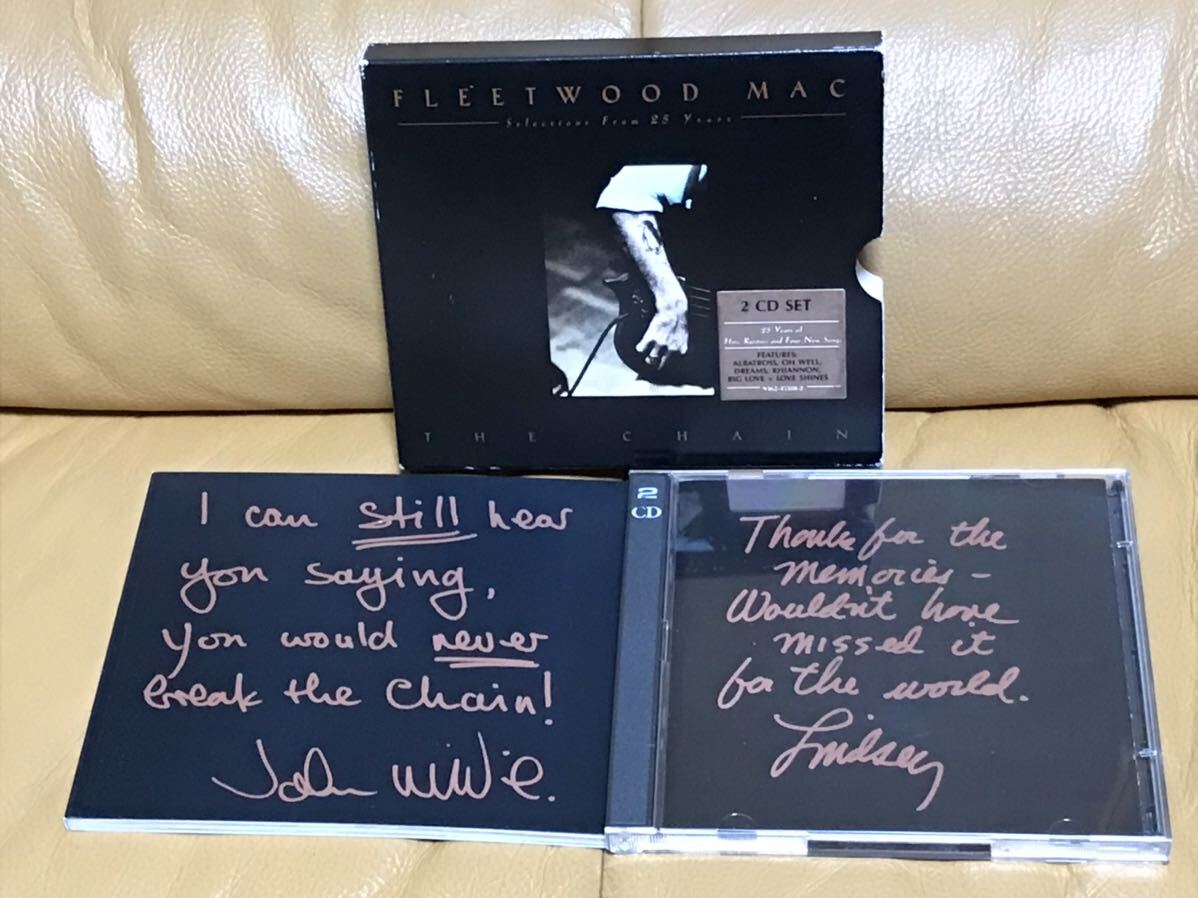 FLEETWOOD MAC
Selections From 25 Years
2 CD SET
25 Years of
Hits, Rarities and Four New Songs
FEATURES:
ALBATROSS, OH WELL,
DREAMS, RHIANNON,
BIG LOVE + LOVE SHINES
THE CHAIN
I can still hear
you saying,
you would never
break the chain!
John McVie.
2
CD
Thanks for the
memories –
Wouldn't have
missed it
for the world.
Lindsey